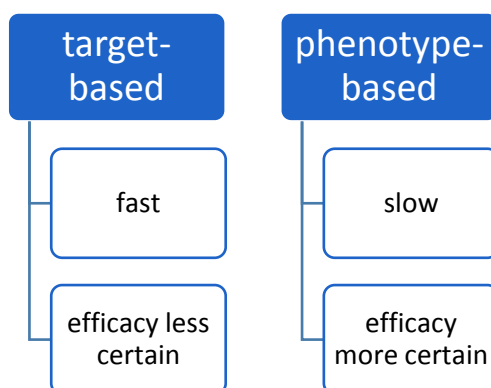 target-
based
fast
efficacy less
certain
phenotype-
based
slow
efficacy
more certain